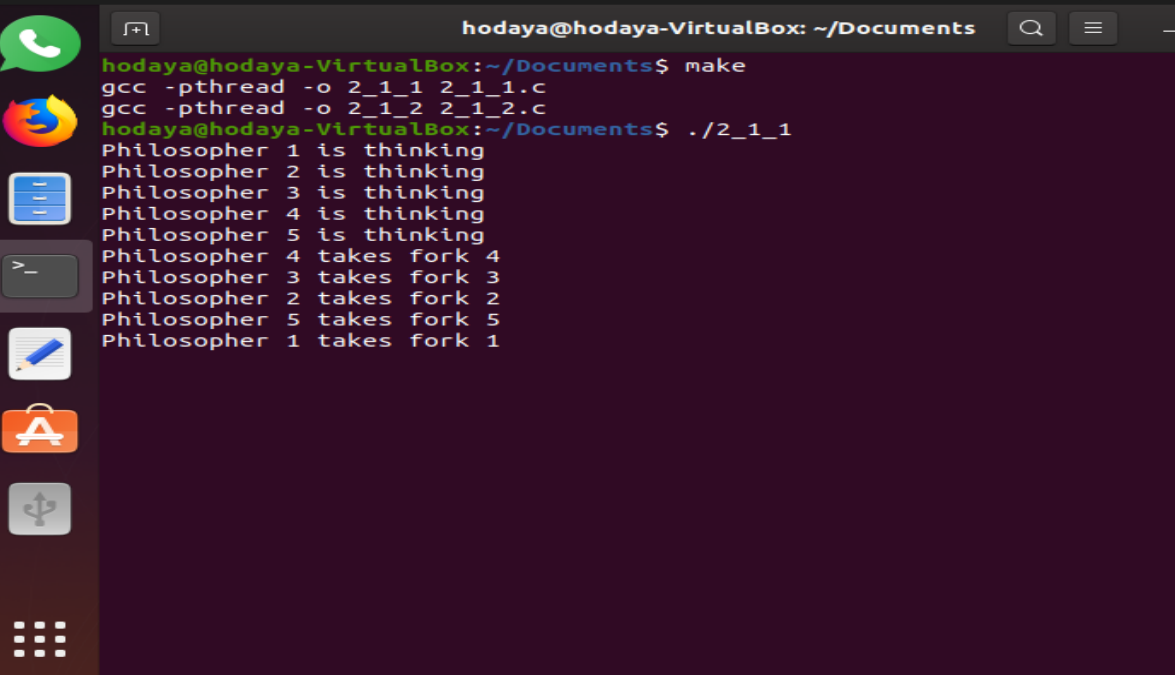 hodaya@hodaya-VirtualBox: ~/Documents
hodaya@hodaya-VirtualBox:~/Documents$ make
gcc -pthread -o 2_1_1 2_1_1.c
gcc -pthread -o 2_1_2 2_1_2.c
hodaya@hodaya-VirtualBox:~/Documents$ ./2_1_1
Philosopher 1 is thinking
Philosopher 2 is thinking
Philosopher 3 is thinking
Philosopher 4 is thinking
Philosopher 5 is thinking
Philosopher 4 takes fork 4
Philosopher 3 takes fork 3
Philosopher 2 takes fork 2
Philosopher 5 takes fork 5
Philosopher 1 takes fork 1